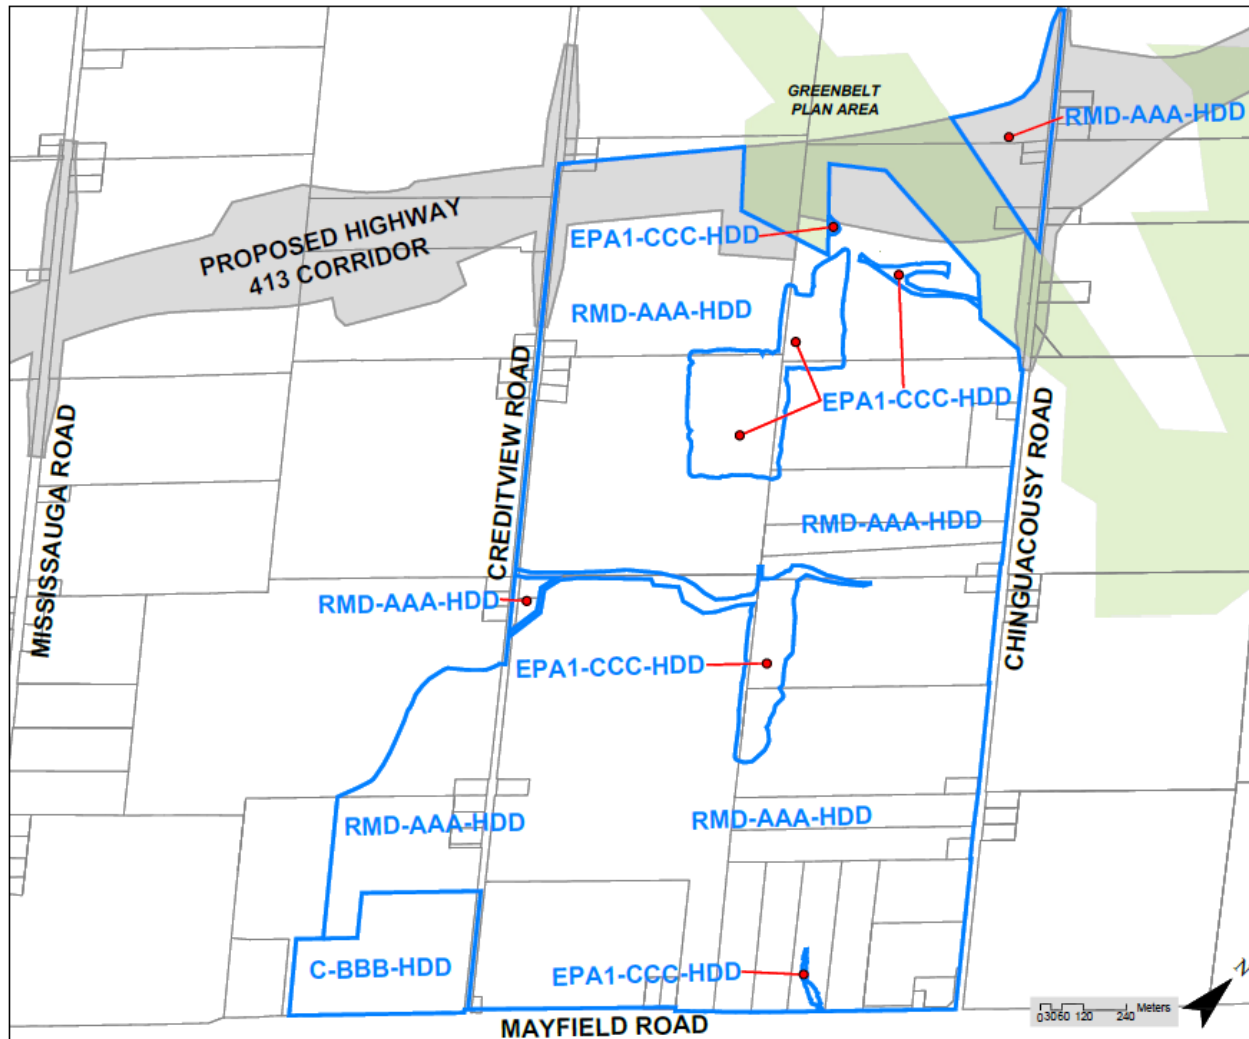 GREENBELT
PLAN AREA
RMD-AAA-HDD
PROPOSED HIGHWAY
413 CORRIDOR
EPA1-CCC-HDD
RMD-AAA-HDD
EPA1-CCC-HDD
MISSISSAUGA ROAD
CREDITVIEW ROAD
CHINGUACOUSY ROAD
RMD-AAA-HDD
RMD-AAA-HDD
EPA1-CCC-HDD
RMD-AAA-HDD
RMD-AAA-HDD
C-BBB-HDD
EPA1-CCC-HDD
MAYFIELD ROAD
N
0 30 60 120 240 Meters